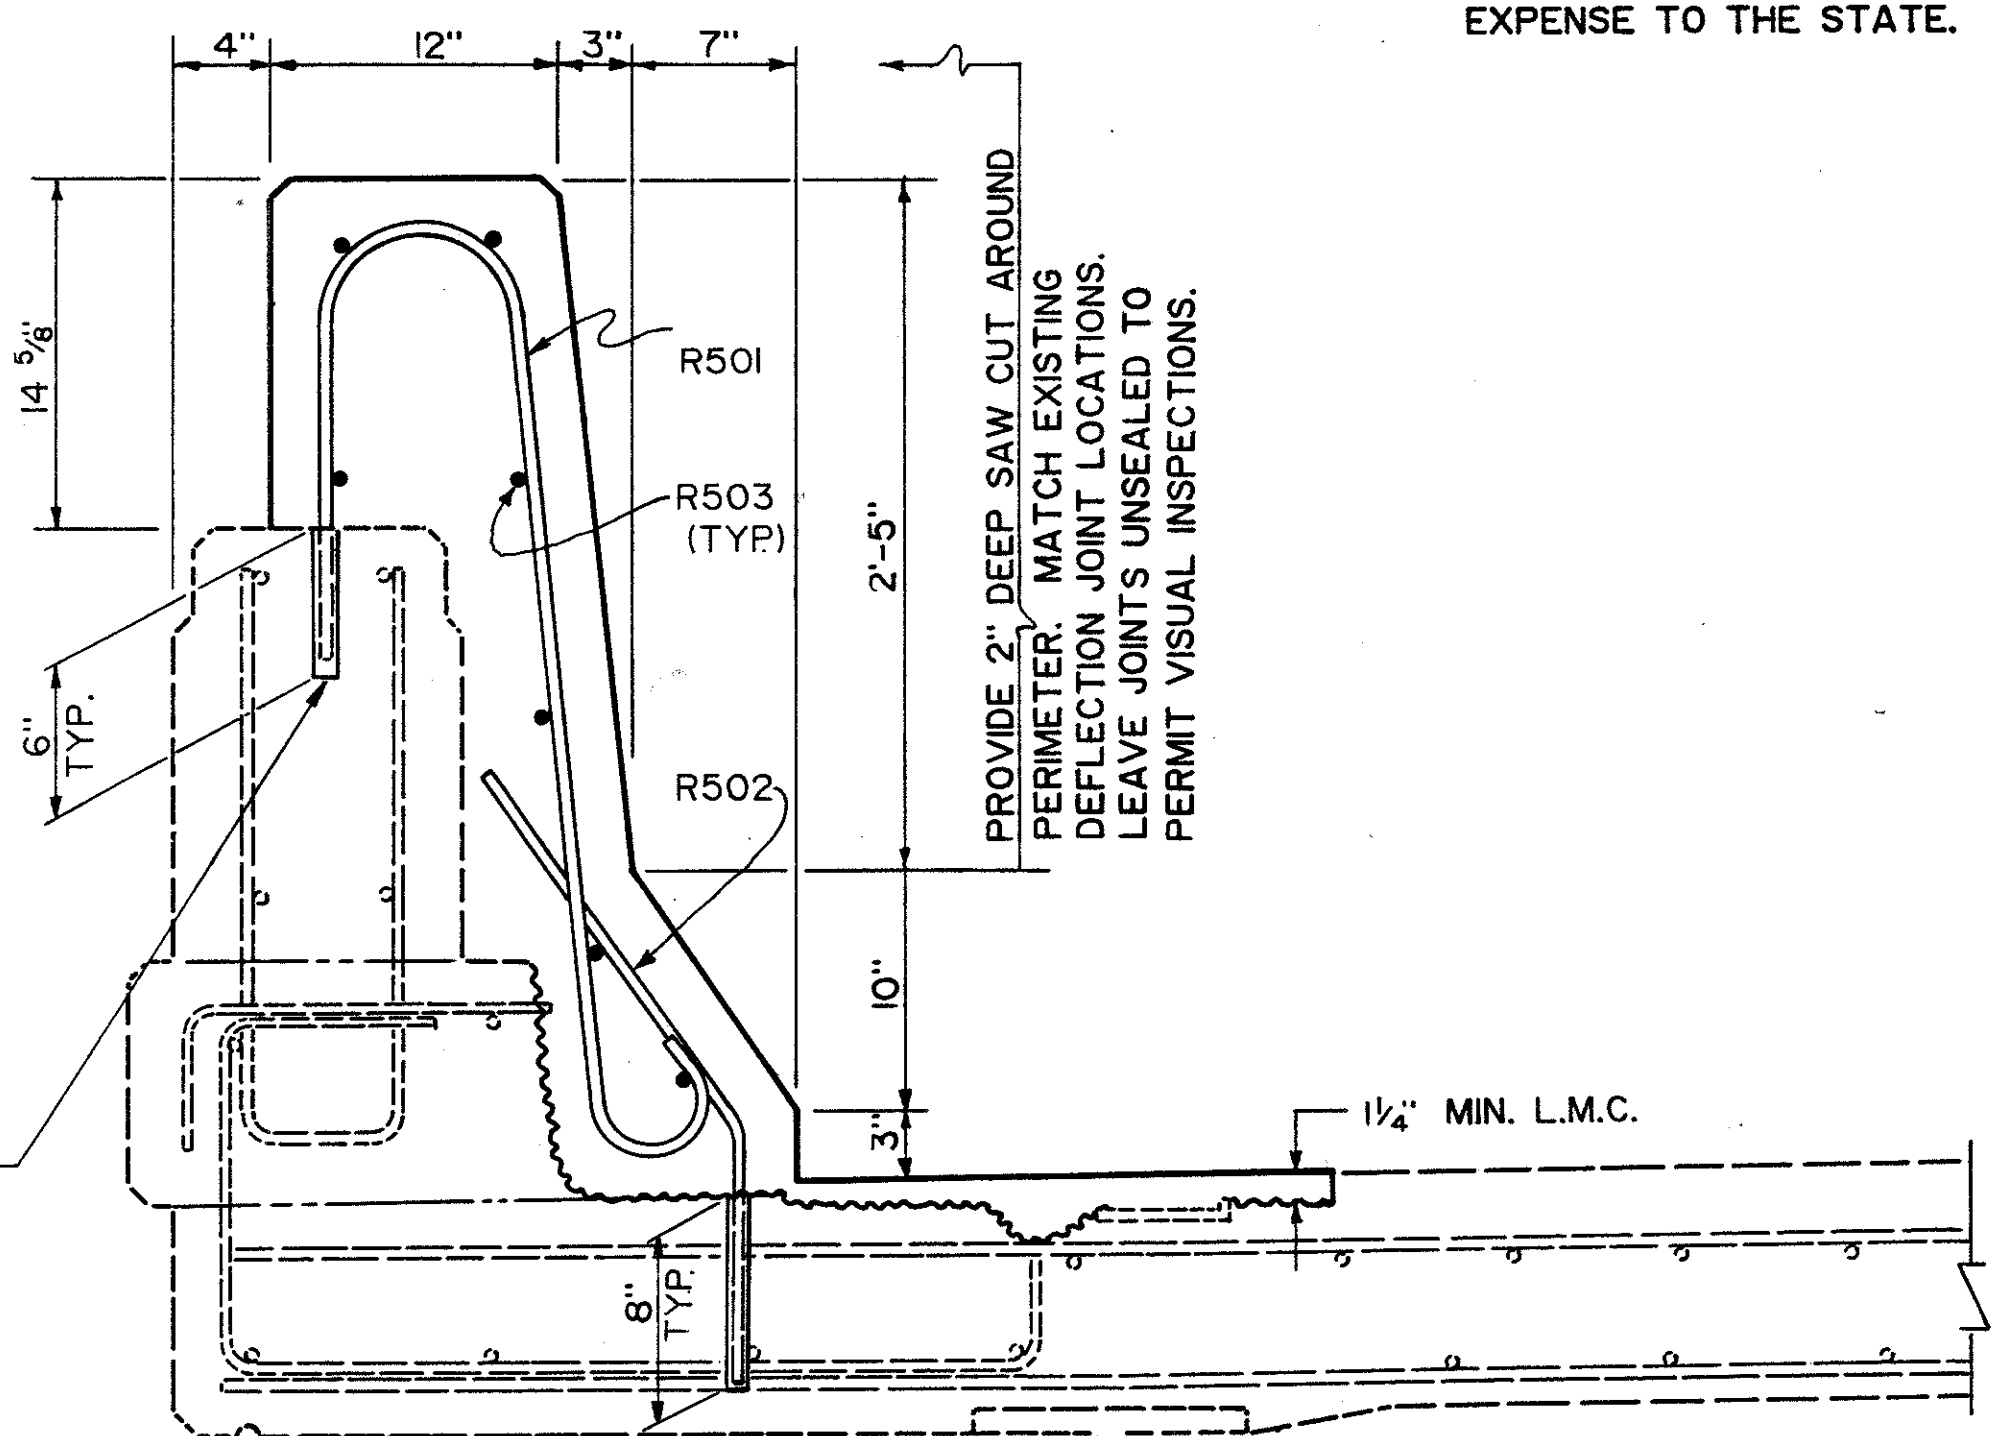 EXPENSE TO THE STATE.
4" 12" 3" 7"
14 5/8"
R501
R503
(TYP.)
2'-5"
PROVIDE 2" DEEP SAW CUT AROUND
PERIMETER. MATCH EXISTING
DEFLECTION JOINT LOCATIONS.
LEAVE JOINTS UNSEALED TO
PERMIT VISUAL INSPECTIONS.
6"
TYP.
R502
10"
3"
1 1/4" MIN. L.M.C.
8"
TYP.